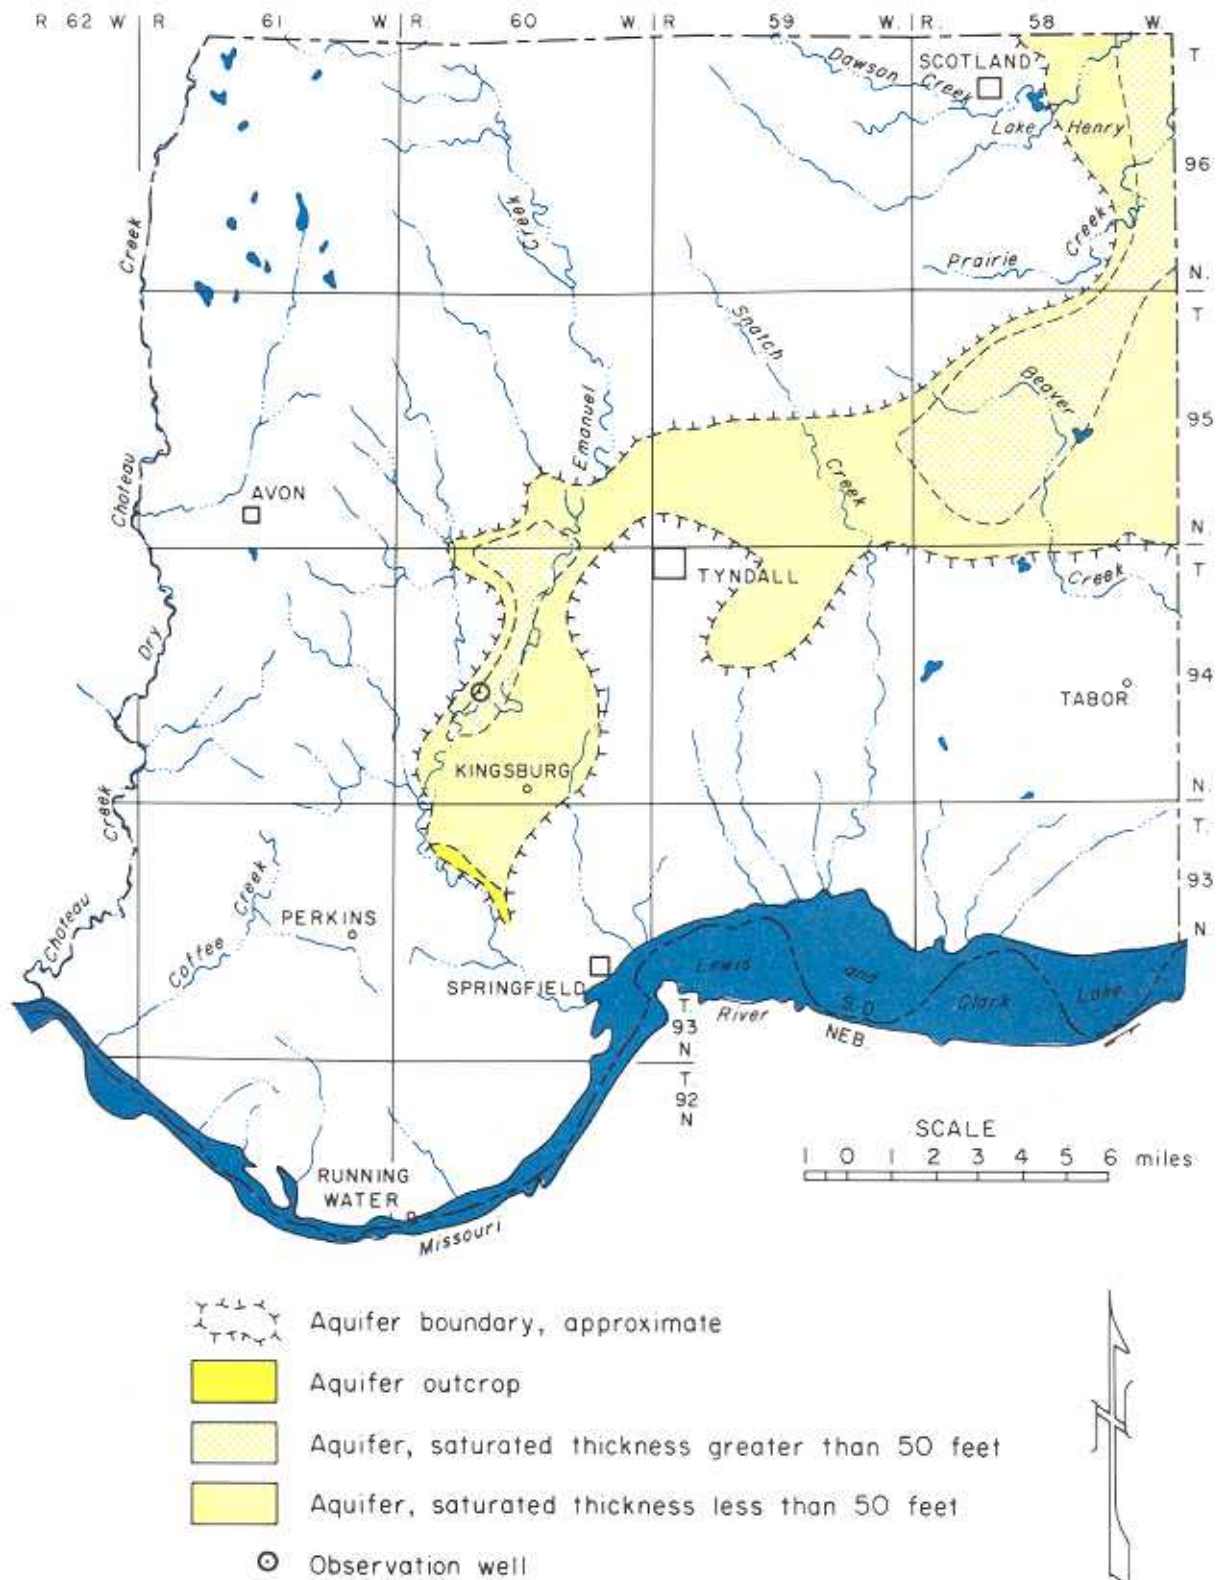 R 62 W R 61 W R 60 W R 59 W. R. 58 W.
T
96
N.
T
95
N.
T
94
N.
T.
93
N
SCOTLAND
Dawson Creek
Lake Henry
Creek
Creek
Prairie Creek
Snatch
Beaver
Emanuel
Creek
Chateau
AVON
TYNDALL
Creek
Dry
TABOR
KINGSBURG
Creek
Chateau
Coffee Creek
PERKINS
SPRINGFIELD
Lewis and Clark Lake
S. D.
NEB.
River
T.
93
N
T
92
N
RUNNING
WATER
Missouri
SCALE
1 0 1 2 3 4 5 6 miles
Aquifer boundary, approximate
Aquifer outcrop
Aquifer, saturated thickness greater than 50 feet
Aquifer, saturated thickness less than 50 feet
Observation well